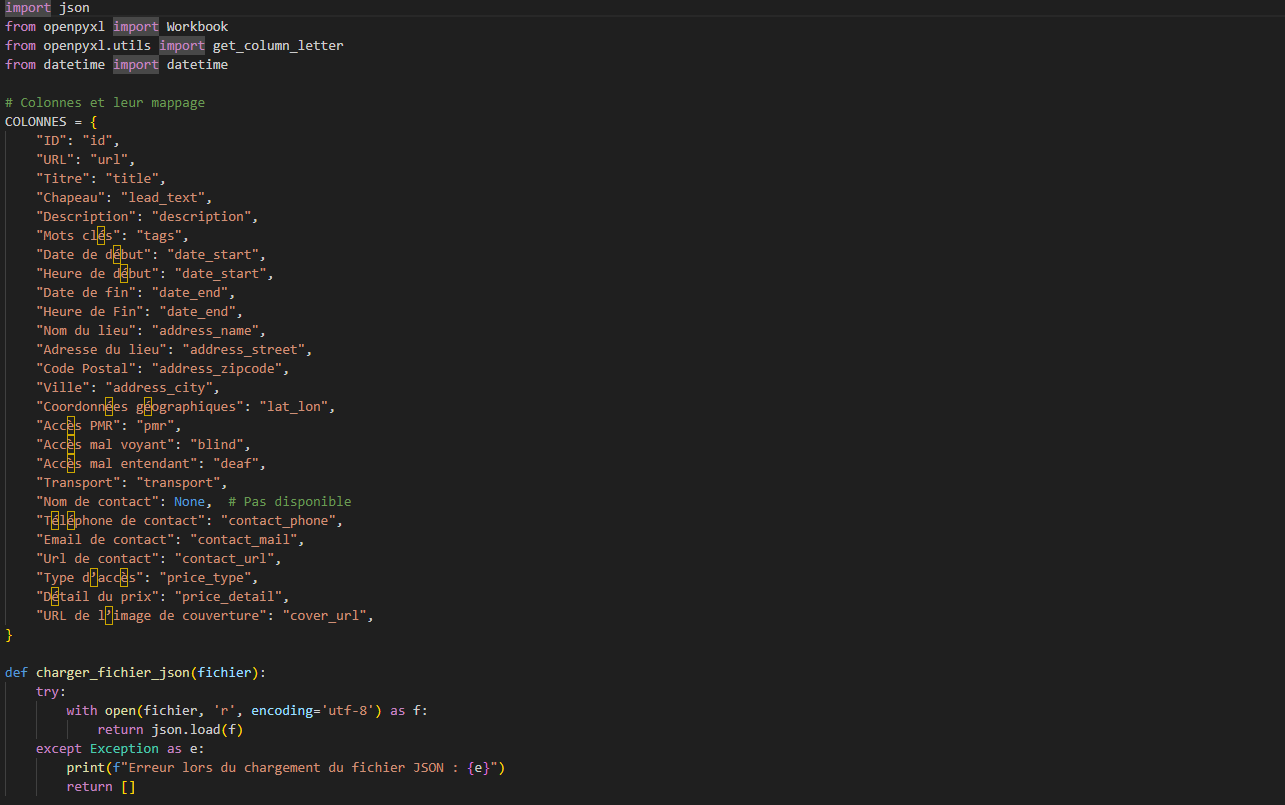 import json
from openpyxl import Workbook
from openpyxl.utils import get_column_letter
from datetime import datetime

# Colonnes et leur mappage
COLONNES = {
    "ID": "id",
    "URL": "url",
    "Titre": "title",
    "Chapeau": "lead_text",
    "Description": "description",
    "Mots clés": "tags",
    "Date de début": "date_start",
    "Heure de début": "date_start",
    "Date de fin": "date_end",
    "Heure de Fin": "date_end",
    "Nom du lieu": "address_name",
    "Adresse du lieu": "address_street",
    "Code Postal": "address_zipcode",
    "Ville": "address_city",
    "Coordonnées géographiques": "lat_lon",
    "Accès PMR": "pmr",
    "Accès mal voyant": "blind",
    "Accès mal entendant": "deaf",
    "Transport": "transport",
    "Nom de contact": None,  # Pas disponible
    "Téléphone de contact": "contact_phone",
    "Email de contact": "contact_mail",
    "Url de contact": "contact_url",
    "Type d’accès": "price_type",
    "Détail du prix": "price_detail",
    "URL de l’image de couverture": "cover_url",
}

def charger_fichier_json(fichier):
    try:
        with open(fichier, 'r', encoding='utf-8') as f:
            return json.load(f)
    except Exception as e:
        print(f"Erreur lors du chargement du fichier JSON : {e}")
        return []